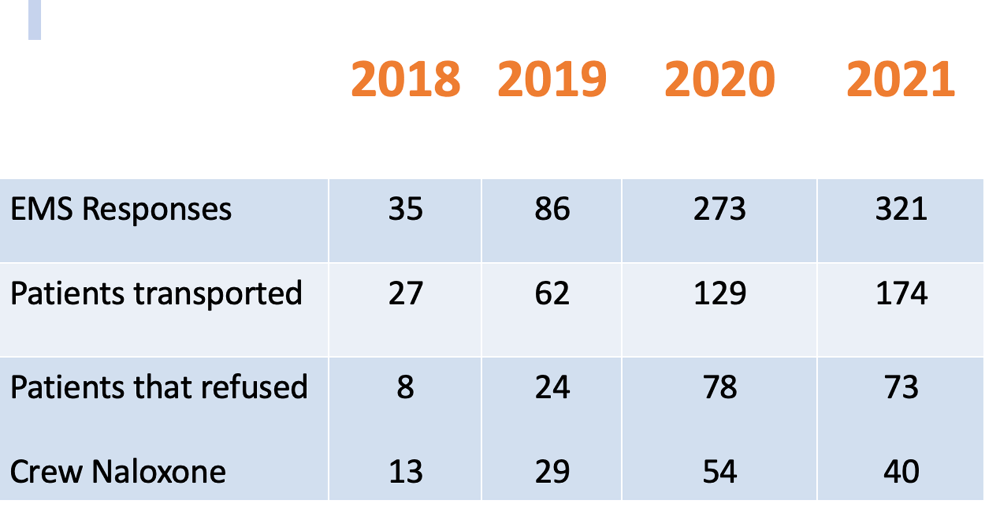 2018 2019 2020 2021
EMS Responses 35 86 273 321
Patients transported 27 62 129 174
Patients that refused 8 24 78 73
Crew Naloxone 13 29 54 40